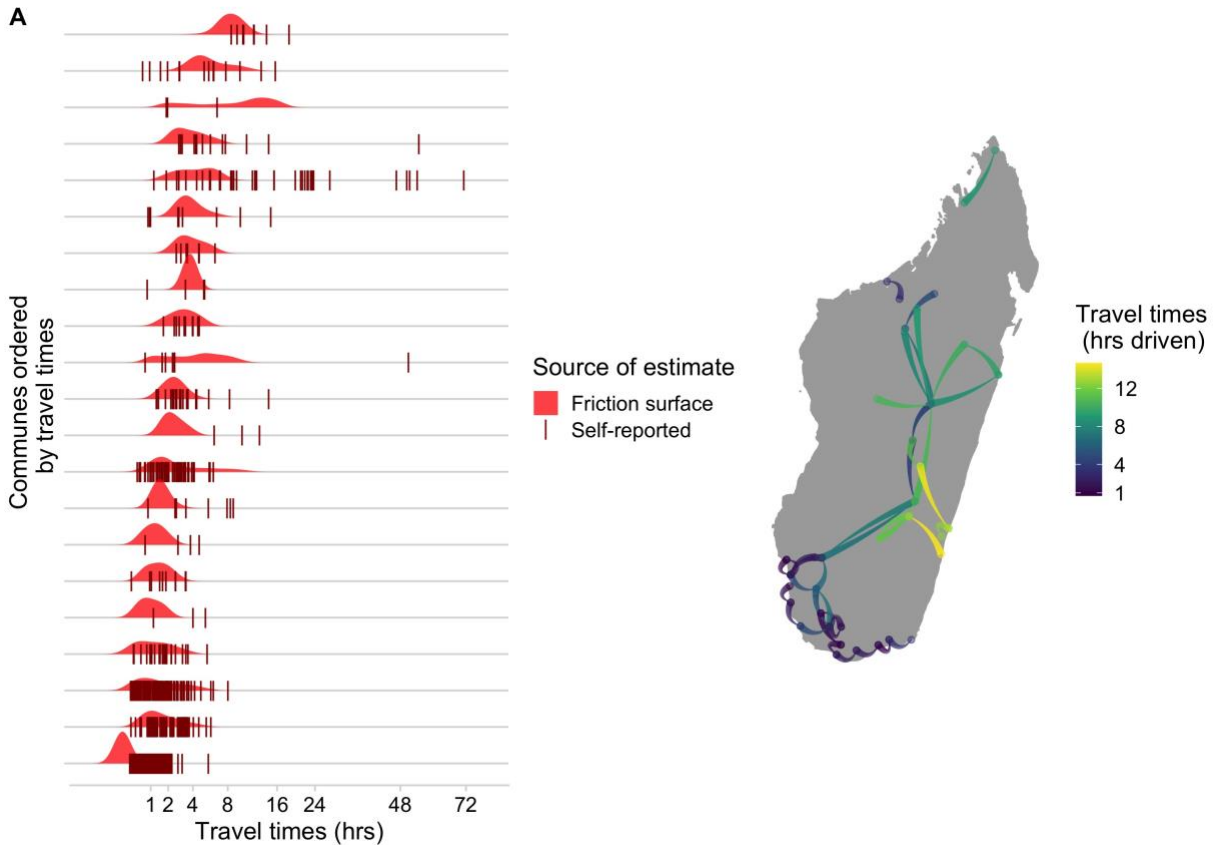 A
Communes ordered
by travel times
1 2 4 8 16 24 48 72
Travel times (hrs)
Source of estimate
Friction surface
Self-reported
Travel times
(hrs driven)
12
8
4
1